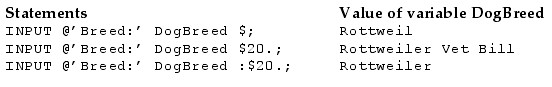 Statements Value of variable DogBreed
INPUT @’Breed:’ DogBreed $; Rottweil
INPUT @’Breed:’ DogBreed $20.; Rottweiler Vet Bill
INPUT @’Breed:’ DogBreed :$20.; Rottweiler